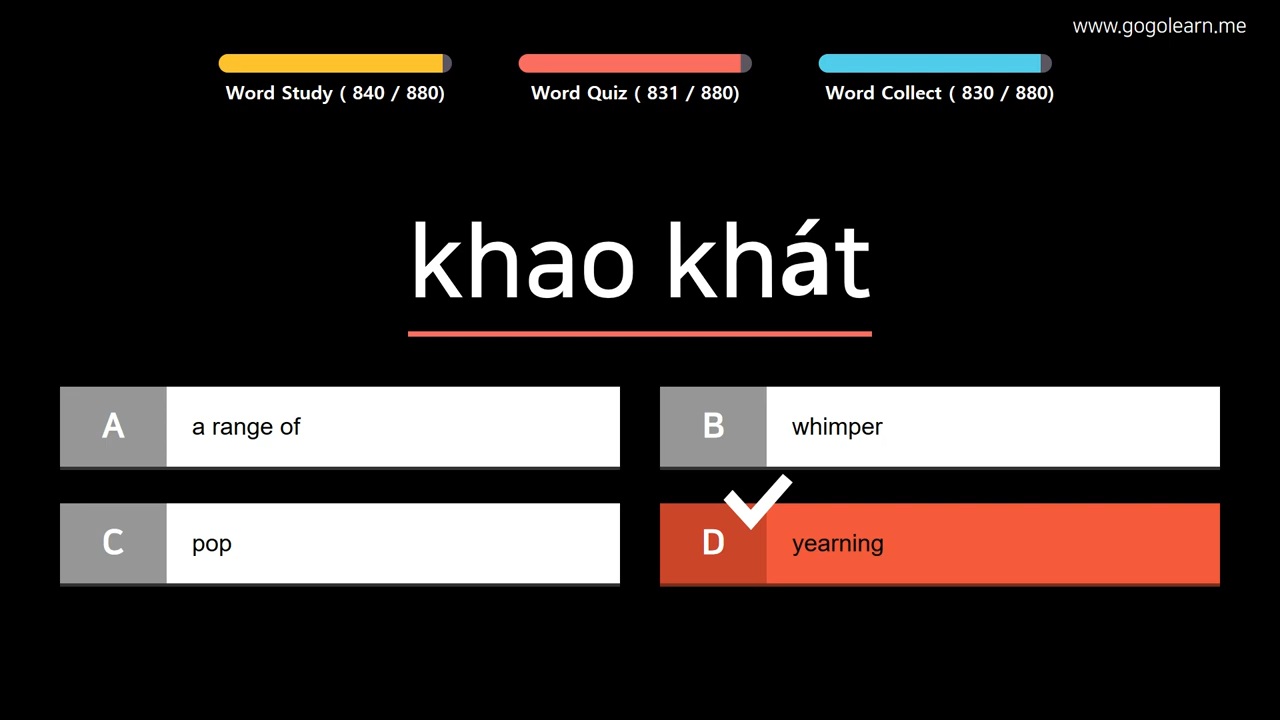 www.gogolearn.me
Word Study ( 840 / 880)
Word Quiz ( 831 / 880)
Word Collect ( 830 / 880)
khao khát
A
a range of
B
whimper
C
pop
D
yearning